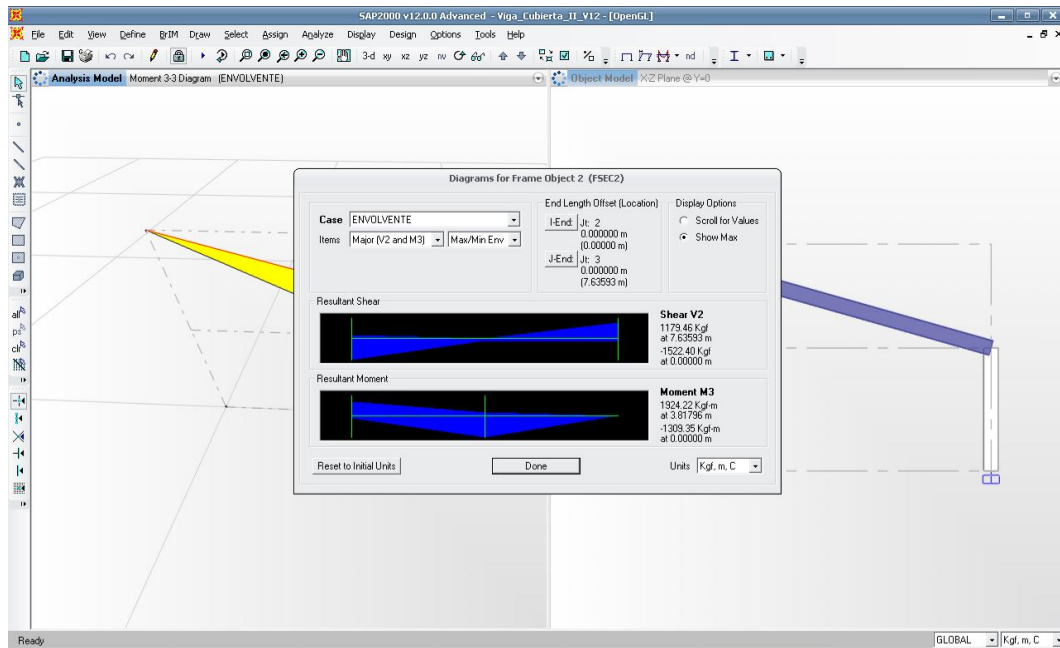 SAP2000 v12.0.0 Advanced - Viga_Cubierta_II_V12 - [OpenGL]
File Edit View Define BrIM Draw Select Assign Analyze Display Design Options Tools Help
3-d xy xz yz nv nd
Analysis Model Moment 3-3 Diagram (ENVOLVENTE)
Object Model X-Z Plane @ Y=0
all
ps
clr
Diagrams for Frame Object 2 (FSEC2)
Case ENVOLVENTE
Items Major (V2 and M3) Max/Min Env
End Length Offset (Location)
I-End: Jt: 2
0.000000 m
(0.00000 m)
J-End: Jt: 3
0.000000 m
(7.63593 m)
Display Options
Scroll for Values
Show Max
Resultant Shear
Shear V2
1179.46 Kgf
at 7.63593 m
-1522.40 Kgf
at 0.00000 m
Resultant Moment
Moment M3
1924.22 Kgf-m
at 3.81796 m
-1309.35 Kgf-m
at 0.00000 m
Reset to Initial Units
Done
Units Kgf, m, C
Ready
GLOBAL Kgf, m, C